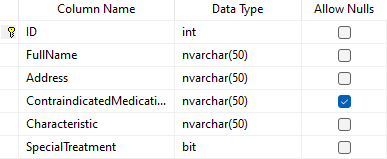 Column Name Data Type Allow Nulls
ID int
FullName nvarchar(50)
Address nvarchar(50)
ContraindicatedMedicati... nvarchar(50)
Characteristic nvarchar(50)
SpecialTreatment bit